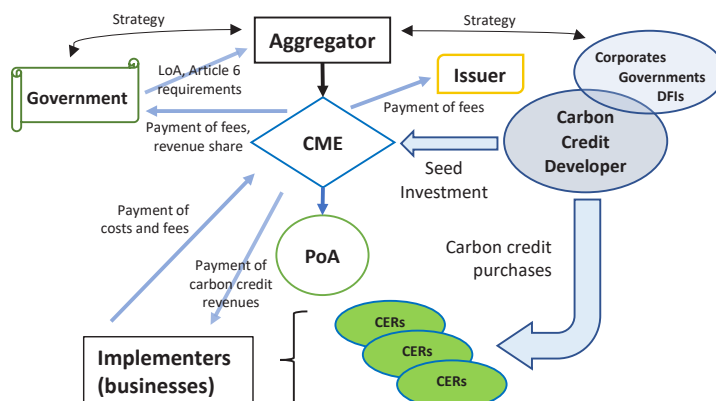 Strategy
Strategy
Aggregator
Corporates
Governments
DFIs
LoA, Article 6
requirements
Issuer
Government
Payment of fees
Payment of fees,
revenue share
CME
Carbon
Credit
Developer
Seed
Investment
Payment of
costs and fees
PoA
Carbon credit
purchases
Payment of
carbon credit
revenues
CERs
CERs
CERs
Implementers
(businesses)